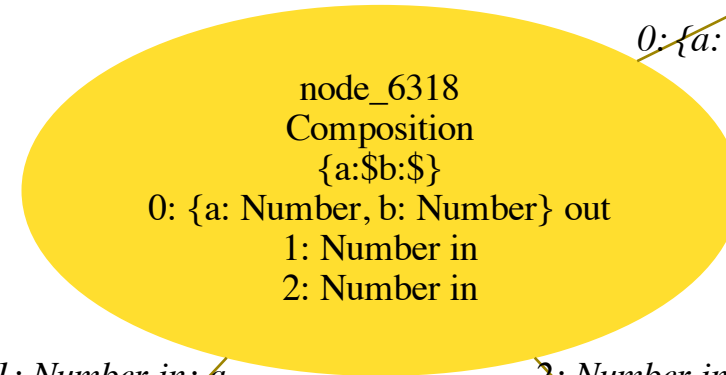 0: {a:
node_6318
Composition
{a:$b:$}
0: {a: Number, b: Number} out
1: Number in
2: Number in
1: Number in: a
2: Number in